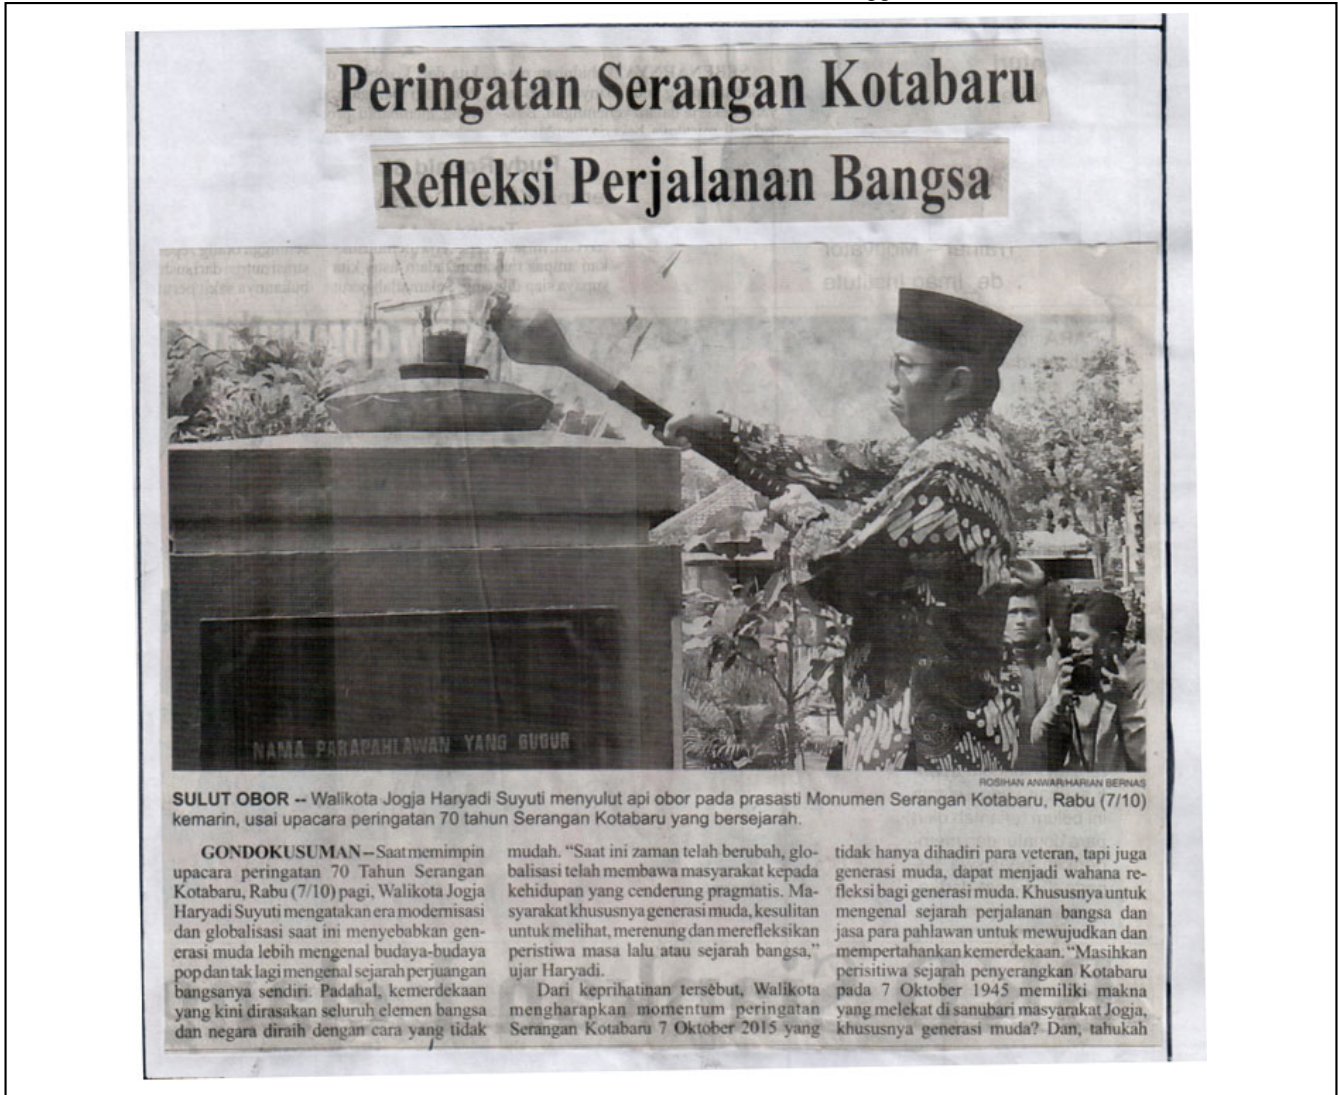 Peringatan Serangan Kotabaru
Refleksi Perjalanan Bangsa
NAMA PARAPAHLAWAN YANG GUGUR
ROSIHAN ANWAR/HARIAN BERNAS
SULUT OBOR -- Walikota Jogja Haryadi Suyuti menyulut api obor pada prasasti Monumen Serangan Kotabaru, Rabu (7/10)
kemarin, usai upacara peringatan 70 tahun Serangan Kotabaru yang bersejarah.
GONDOKUSUMAN -- Saat memimpin
upacara peringatan 70 Tahun Serangan
Kotabaru, Rabu (7/10) pagi, Walikota Jogja
Haryadi Suyuti mengatakan era modernisasi
dan globalisasi saat ini menyebabkan gen-
erasi muda lebih mengenal budaya-budaya
pop dan tak lagi mengenal sejarah perjuangan
bangsanya sendiri. Padahal, kemerdekaan
yang kini dirasakan seluruh elemen bangsa
dan negara diraih dengan cara yang tidak
mudah. “Saat ini zaman telah berubah, glo-
balisasi telah membawa masyarakat kepada
kehidupan yang cenderung pragmatis. Ma-
syarakat khususnya generasi muda, kesulitan
untuk melihat, merenung dan merefleksikan
peristiwa masa lalu atau sejarah bangsa,”
ujar Haryadi.
Dari keprihatinan tersebut, Walikota
mengharapkan momentum peringatan
Serangan Kotabaru 7 Oktober 2015 yang
tidak hanya dihadiri para veteran, tapi juga
generasi muda, dapat menjadi wahana re-
fleksi bagi generasi muda. Khususnya untuk
mengenal sejarah perjalanan bangsa dan
jasa para pahlawan untuk mewujudkan dan
mempertahankan kemerdekaan. “Masihkan
perisitiwa sejarah penyerangkan Kotabaru
pada 7 Oktober 1945 memiliki makna
yang melekat di sanubari masyarakat Jogja,
khususnya generasi muda? Dan, tahukah